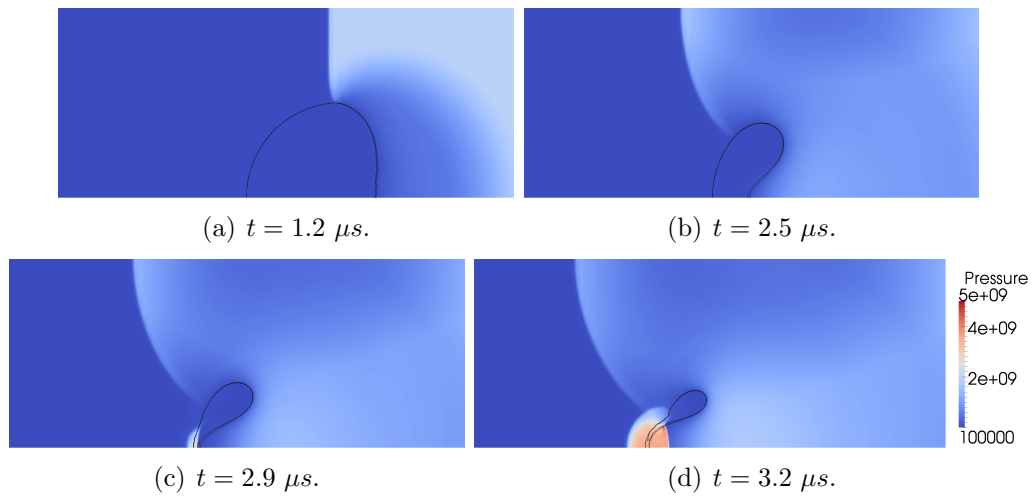 (a) t = 1.2 μs.
(b) t = 2.5 μs.
Pressure
5e+09
4e+09
2e+09
100000
(c) t = 2.9 μs.
(d) t = 3.2 μs.